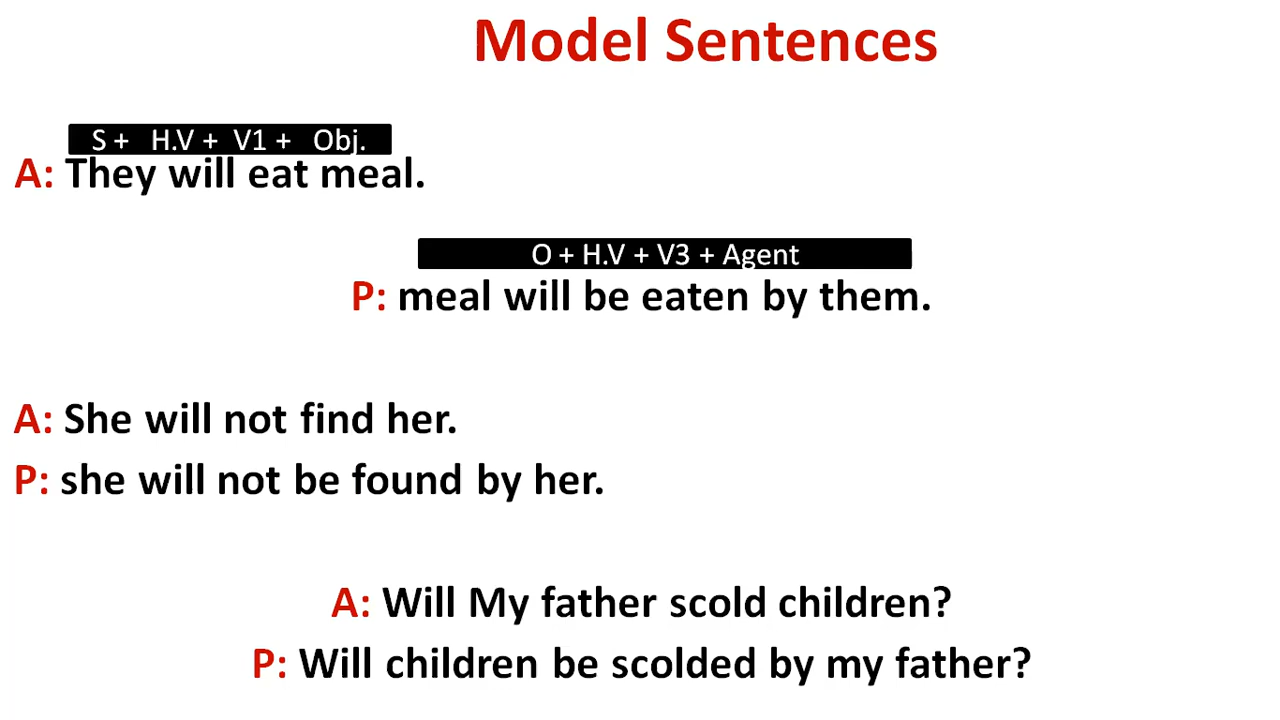 Model Sentences
S + H.V + V1 + Obj.
A: They will eat meal.
O + H.V + V3 + Agent
P: meal will be eaten by them.
A: She will not find her.
P: she will not be found by her.
A: Will My father scold children?
P: Will children be scolded by my father?